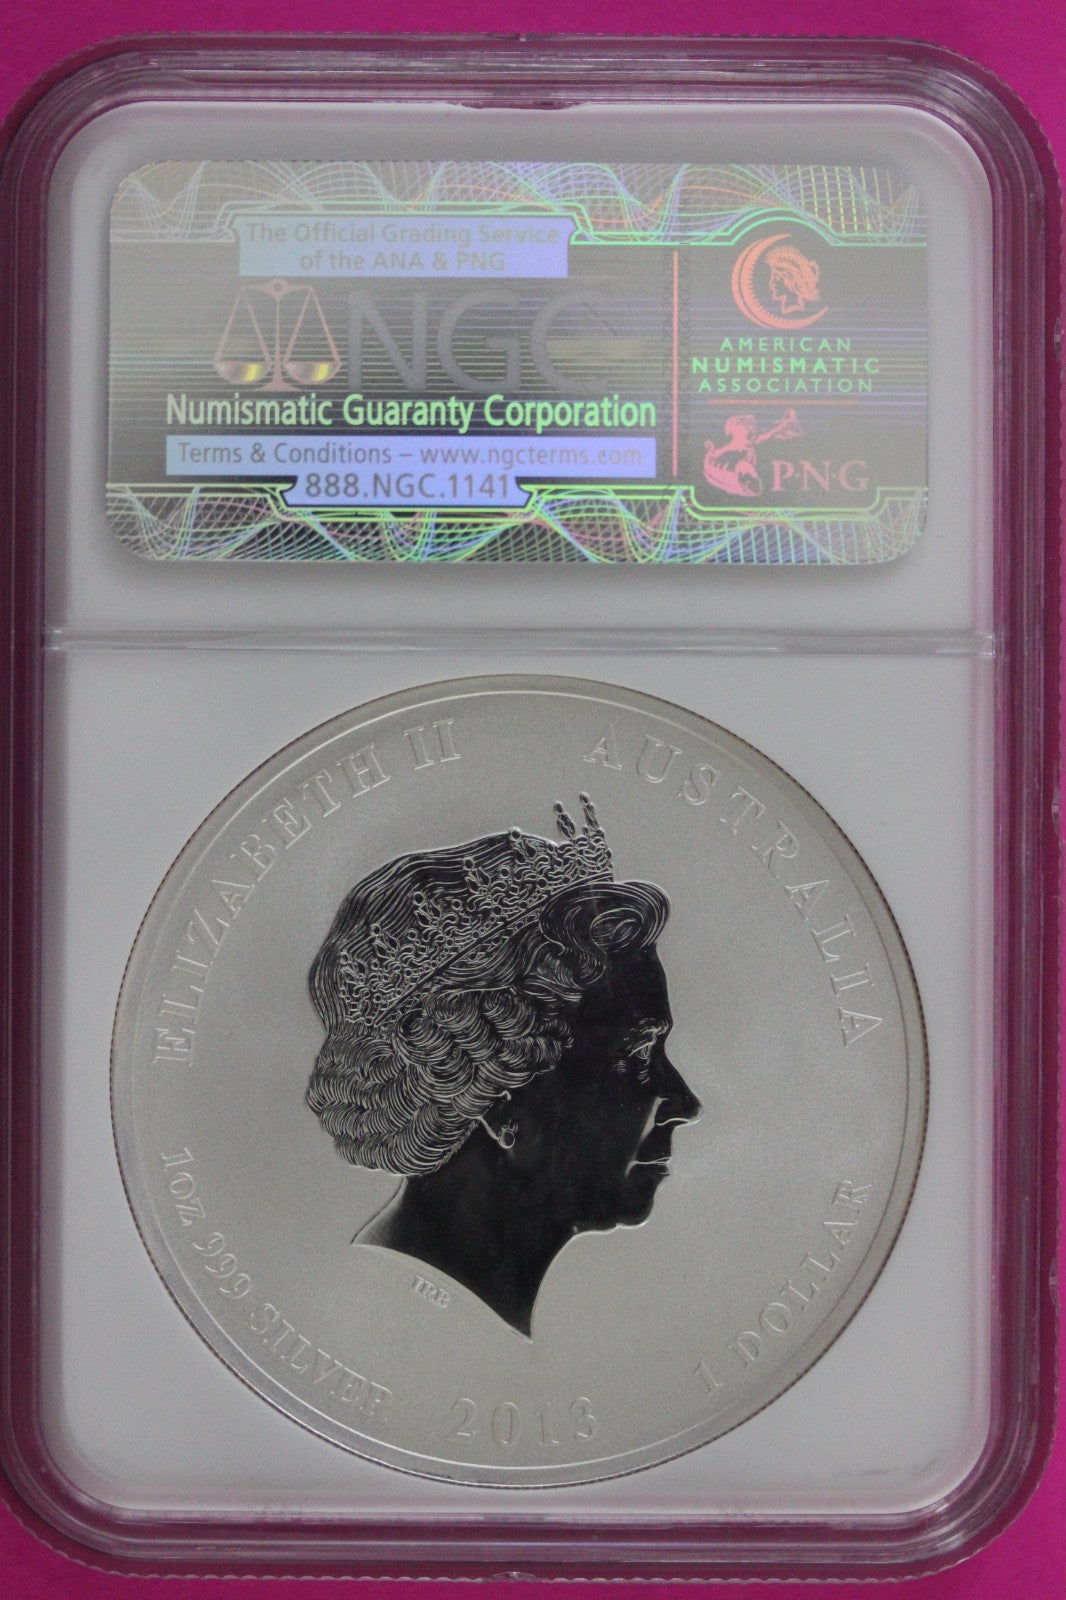 The Official Grading Service
of the ANA & PNG
NGC
Numismatic Guaranty Corporation
Terms & Conditions – www.ngcterms.com
888.NGC.1141
AMERICAN
NUMISMATIC
ASSOCIATION
P·N·G
ELIZABETH II
AUSTRALIA
IRB
1OZ 999 SILVER
2013
1 DOLLAR